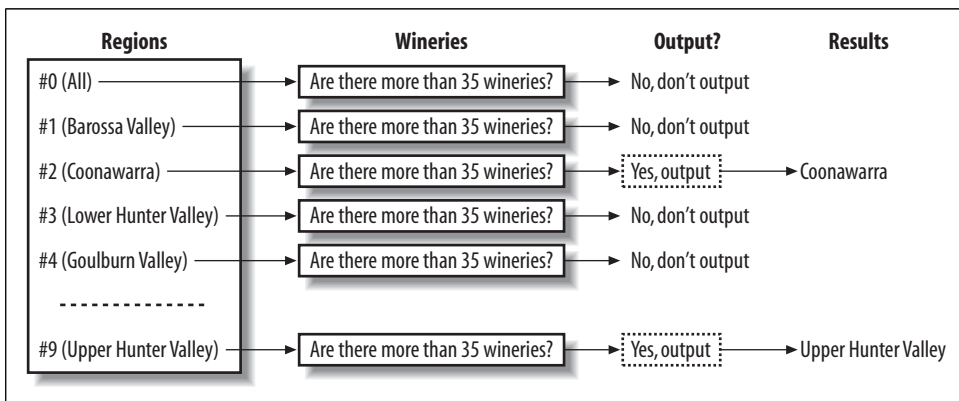 Regions Wineries Output? Results
#0 (All) Are there more than 35 wineries? No, don't output
#1 (Barossa Valley) Are there more than 35 wineries? No, don't output
#2 (Coonawarra) Are there more than 35 wineries? Yes, output Coonawarra
#3 (Lower Hunter Valley) Are there more than 35 wineries? No, don't output
#4 (Goulburn Valley) Are there more than 35 wineries? No, don't output
#9 (Upper Hunter Valley) Are there more than 35 wineries? Yes, output Upper Hunter Valley